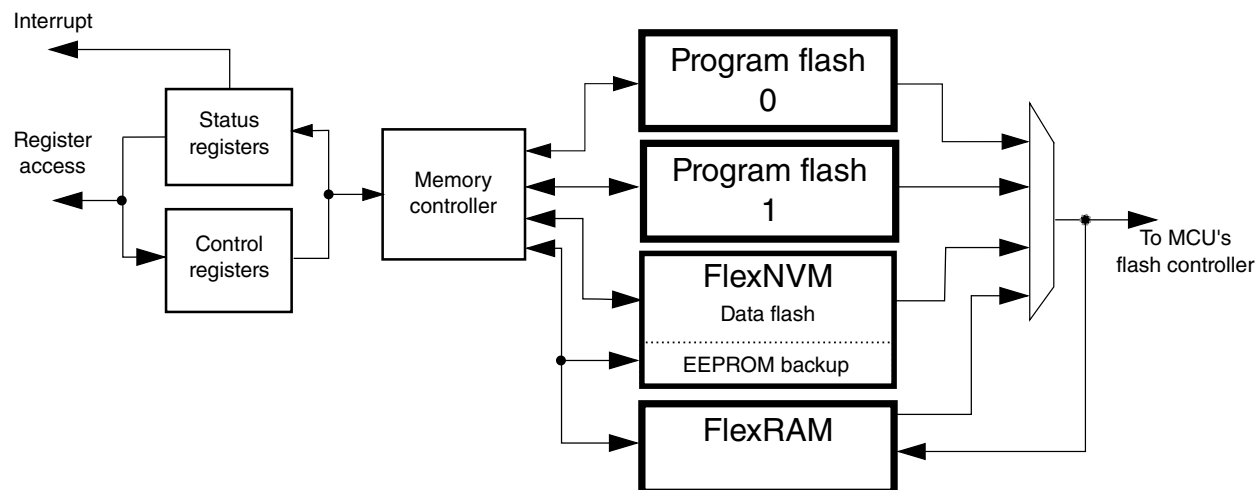 Interrupt
Register
access
Status
registers
Control
registers
Memory
controller
Program flash
0
Program flash
1
FlexNVM
Data flash
EEPROM backup
FlexRAM
To MCU's
flash controller